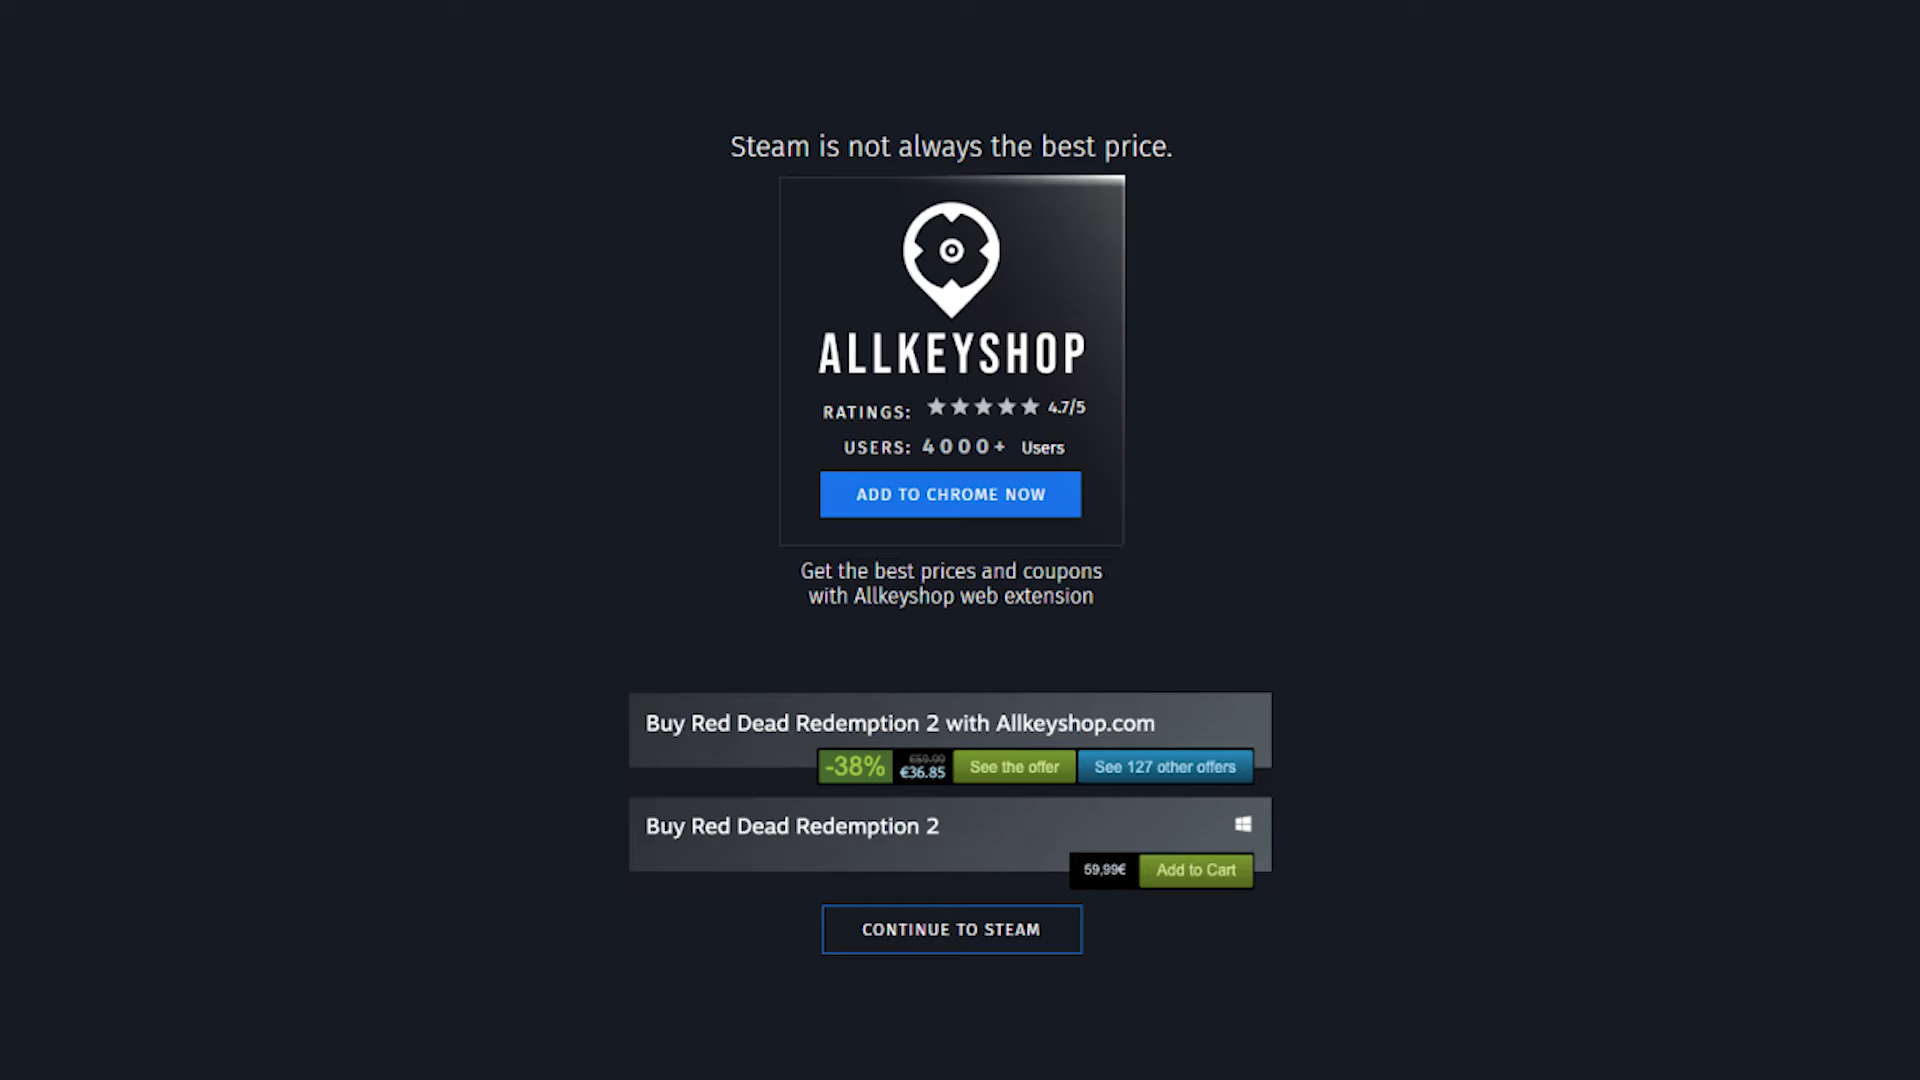 Steam is not always the best price.
ALLKEYSHOP
RATINGS: ★★★★★ 4.7/5
USERS: 4000+ Users
ADD TO CHROME NOW
Get the best prices and coupons
with Allkeyshop web extension
Buy Red Dead Redemption 2 with Allkeyshop.com
-38% €59.99 €36.85 See the offer See 127 other offers
Buy Red Dead Redemption 2
59,99€ Add to Cart
CONTINUE TO STEAM